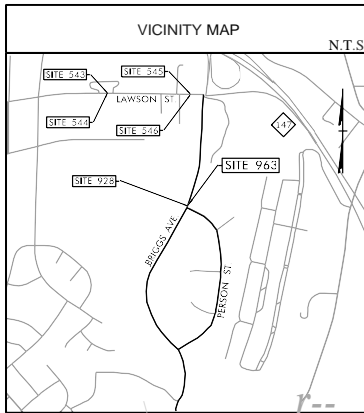 VICINITY MAP
N.T.S
SITE 543
SITE 545
LAWSON ST.
SITE 544
SITE 546
147
SITE 963
SITE 928
BRIGGS AVE
PERSON ST.
r--